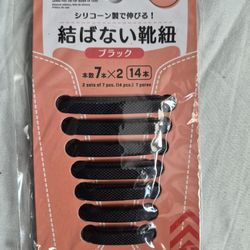 シリコーン製で伸びる!
結ばない靴紐
ブラック
本数7本×2 14本
2 sets of 7 pcs. (14 pcs.) 7 paires